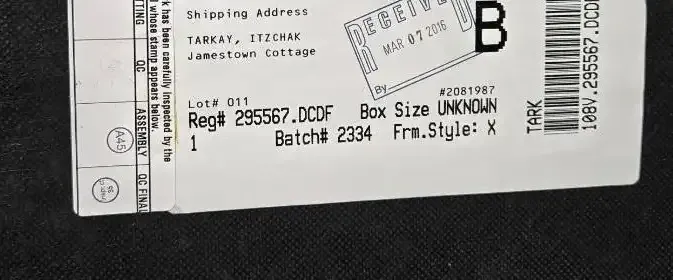 Shipping Address
TARKAY, ITZCHAK
Jamestown Cottage
RECEIVED
MAR 07 2016
By
B
Lot# 011
#2081987
Reg# 295567.DCDF Box Size UNKNOWN
1 Batch# 2334 Frm.Style: X
TARK
108V.295567.DCDF
k has been carefully inspected by the
whose stamp appears below.
TTING QC ASSEMBLY QC FINAL
A45